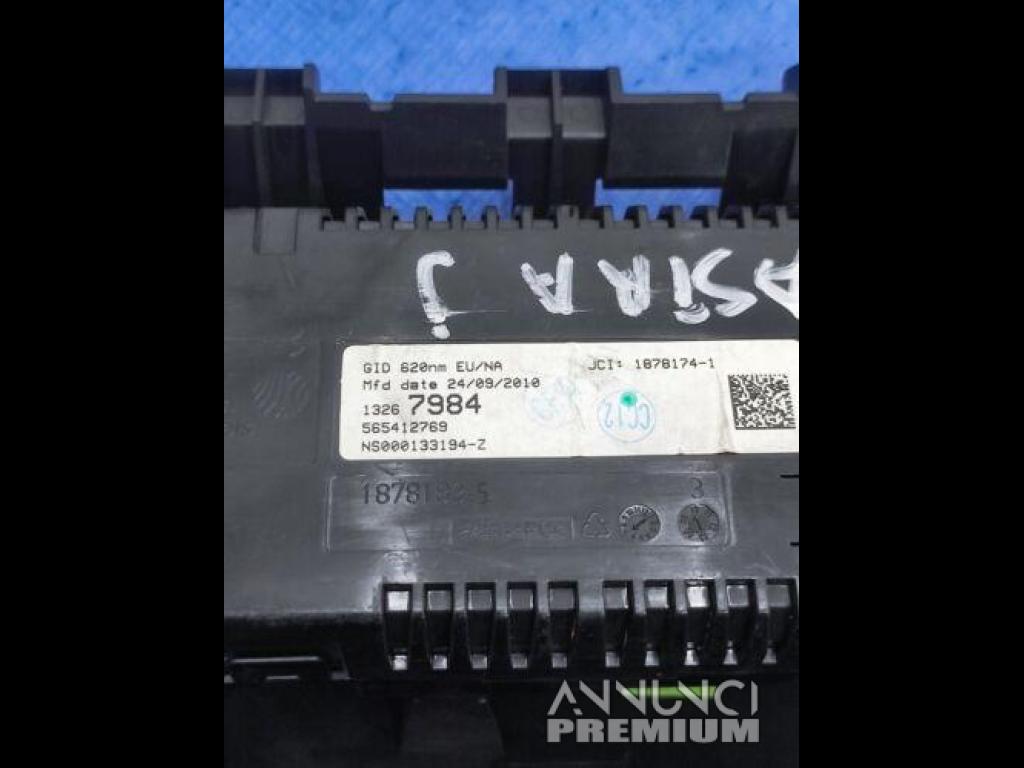 ASiRA j
GID 620nm EU/NA JCI: 1878174-1
Mfd date 24/09/2010
1326 7984
565412769
NS000133194-Z
CC12
3
ANNUNCI
PREMIUM